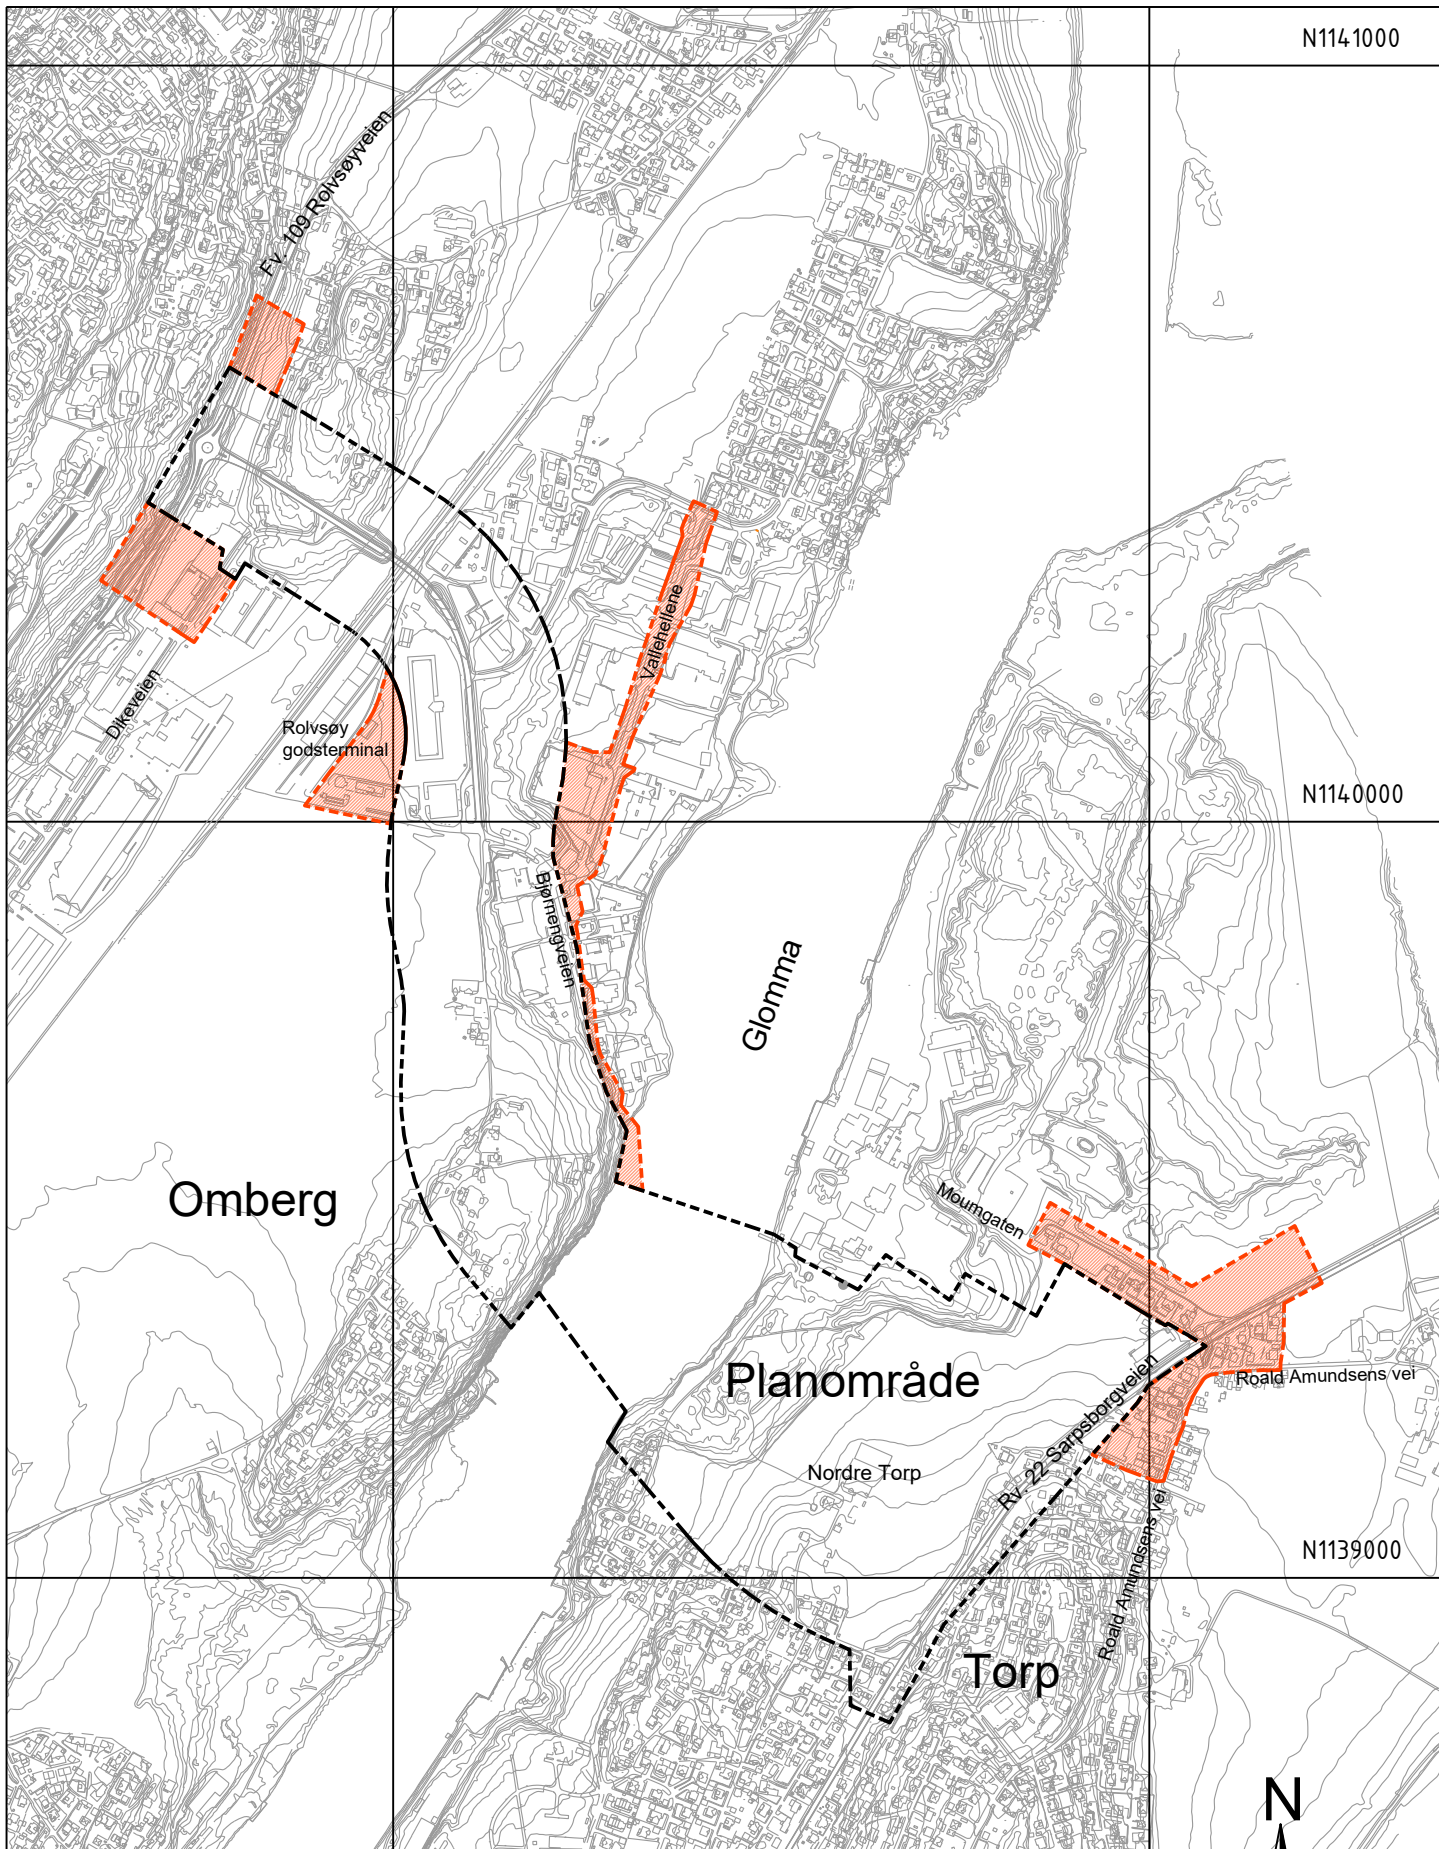 N1141000
Fv. 109 Rolvsøyveien
Vallehellene
Dikeveien
Rolvsøy
godsterminal
N1140000
Bjørnengveien
Glomma
Omberg
Moumgaten
Planområde
Roald Amundsens vei
Rv. 22 Sarpsborgveien
Nordre Torp
Roald Amundsens vei
N1139000
Torp
N